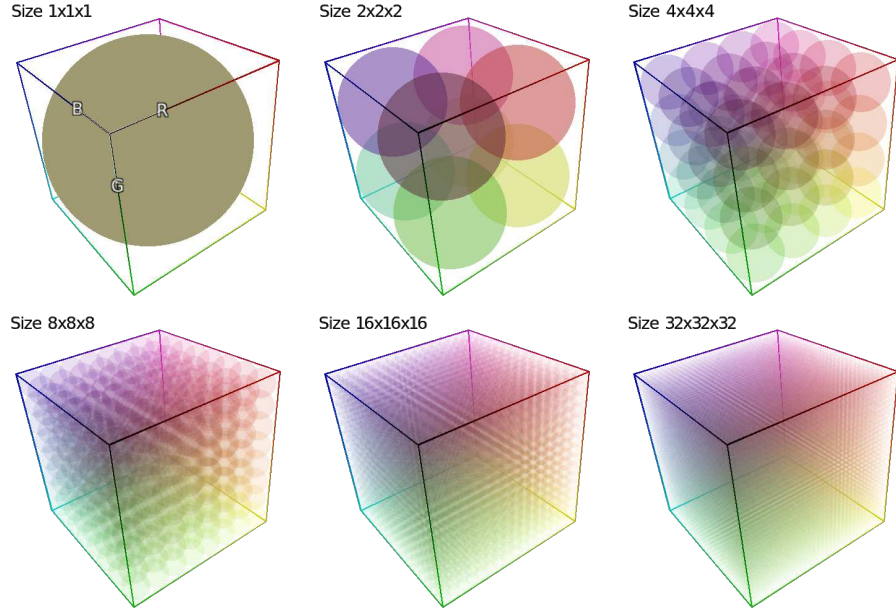 Size 1x1x1
Size 2x2x2
Size 4x4x4
B
R
G
Size 8x8x8
Size 16x16x16
Size 32x32x32